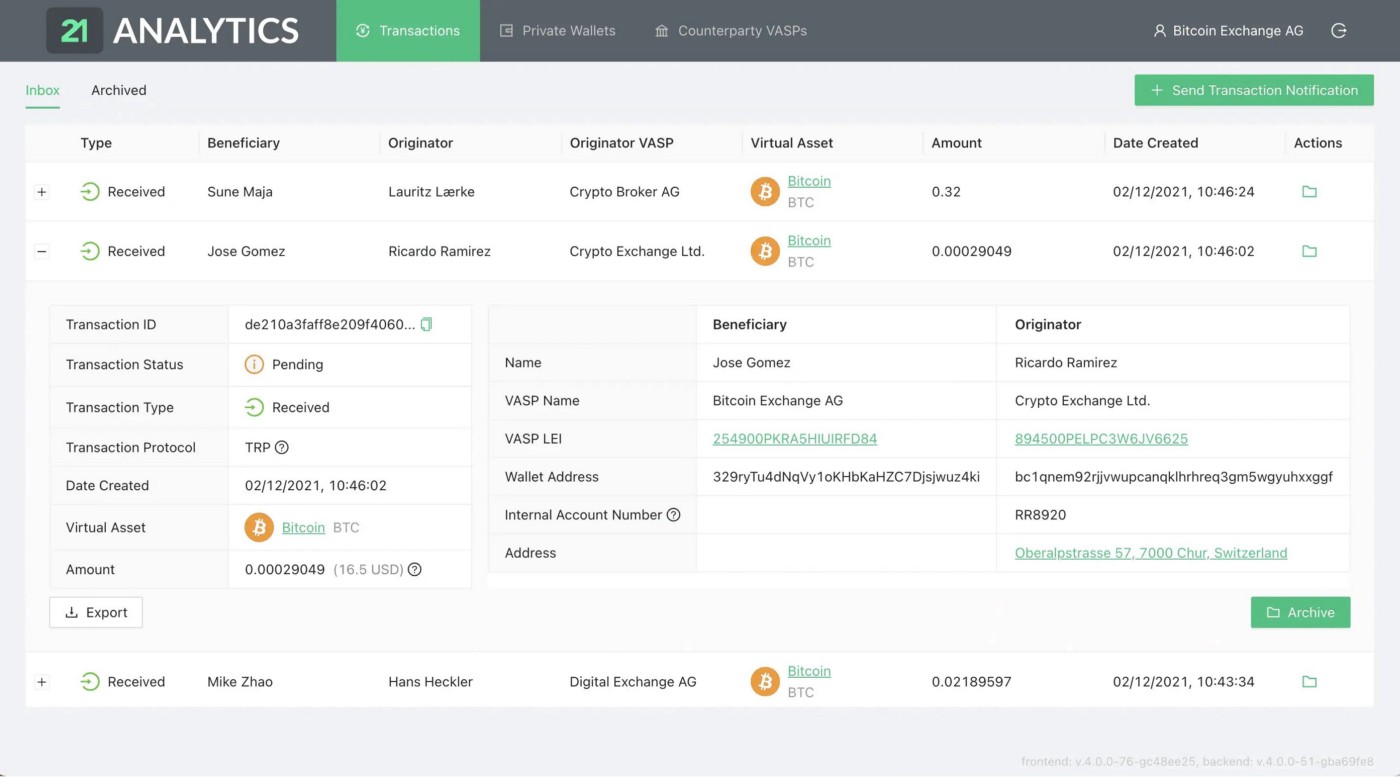 21 ANALYTICS Transactions Private Wallets Counterparty VASPs Bitcoin Exchange AG
Inbox Archived + Send Transaction Notification
Type Beneficiary Originator Originator VASP Virtual Asset Amount Date Created Actions
+ Received Sune Maja Lauritz Lærke Crypto Broker AG Bitcoin BTC 0.32 02/12/2021, 10:46:24
− Received Jose Gomez Ricardo Ramirez Crypto Exchange Ltd. Bitcoin BTC 0.00029049 02/12/2021, 10:46:02
Transaction ID de210a3faff8e209f4060...
Transaction Status Pending
Transaction Type Received
Transaction Protocol TRP
Date Created 02/12/2021, 10:46:02
Virtual Asset Bitcoin BTC
Amount 0.00029049 (16.5 USD)
Beneficiary Originator
Name Jose Gomez Ricardo Ramirez
VASP Name Bitcoin Exchange AG Crypto Exchange Ltd.
VASP LEI 254900PKRA5HIUIRFD84 894500PELPC3W6JV6625
Wallet Address 329ryTu4dNqVy1oKHbKaHZC7Djsjwuz4ki bc1qnem92rjjvwupcanqklhrhreq3gm5wgyuhxxggf
Internal Account Number RR8920
Address Oberalpstrasse 57, 7000 Chur, Switzerland
Export Archive
+ Received Mike Zhao Hans Heckler Digital Exchange AG Bitcoin BTC 0.02189597 02/12/2021, 10:43:34
frontend: v.4.0.0-76-gc48ee25, backend: v.4.0.0-51-gba69fe8